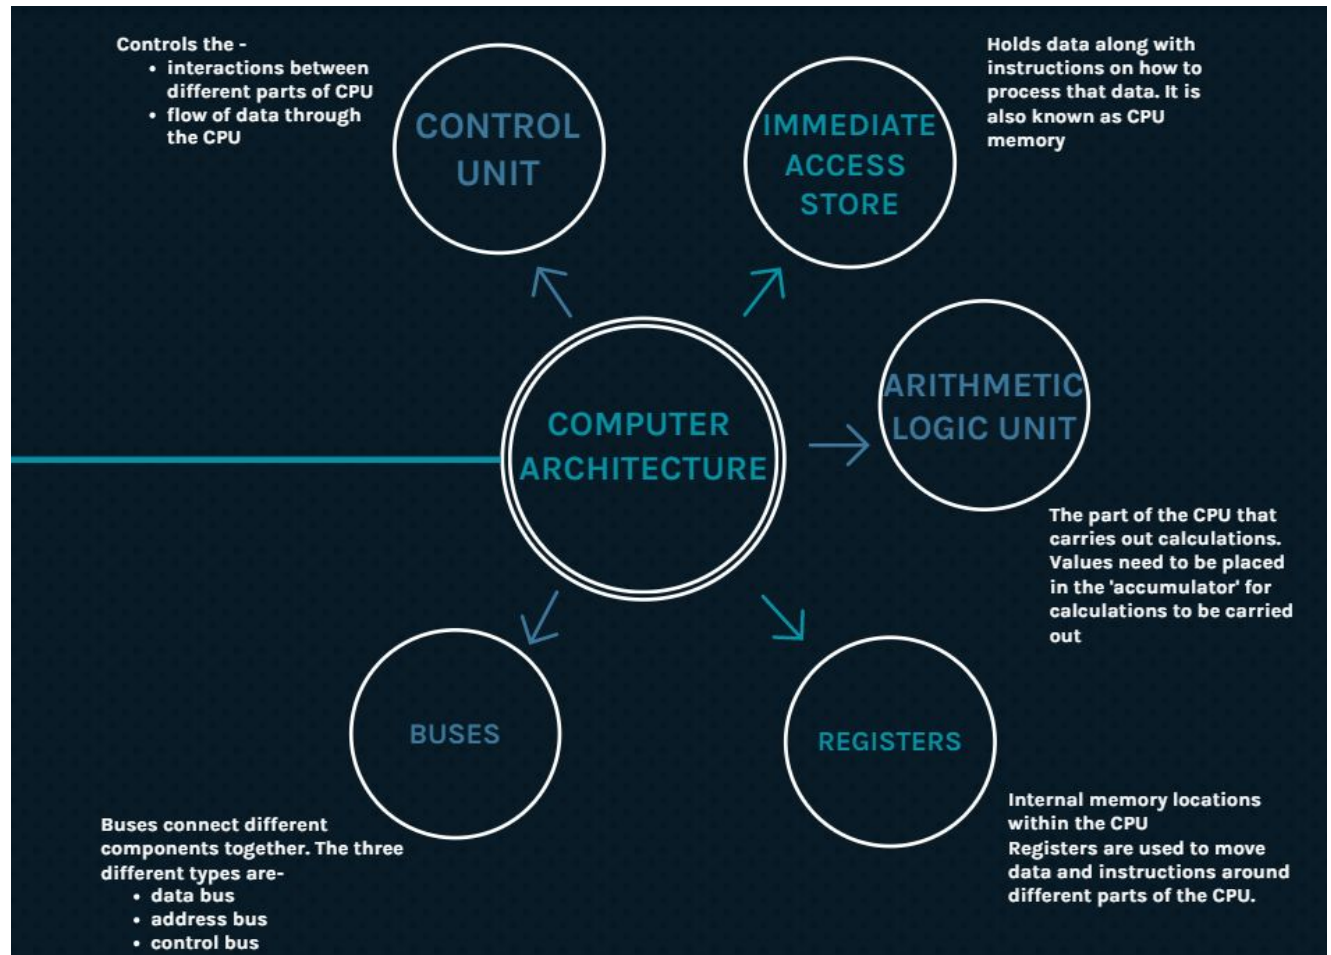 Controls the -
• interactions between
different parts of CPU
• flow of data through
the CPU
CONTROL
UNIT
IMMEDIATE
ACCESS
STORE
Holds data along with
instructions on how to
process that data. It is
also known as CPU
memory
COMPUTER
ARCHITECTURE
ARITHMETIC
LOGIC UNIT
The part of the CPU that
carries out calculations.
Values need to be placed
in the 'accumulator' for
calculations to be carried
out
BUSES
Buses connect different
components together. The three
different types are-
• data bus
• address bus
• control bus
REGISTERS
Internal memory locations
within the CPU
Registers are used to move
data and instructions around
different parts of the CPU.